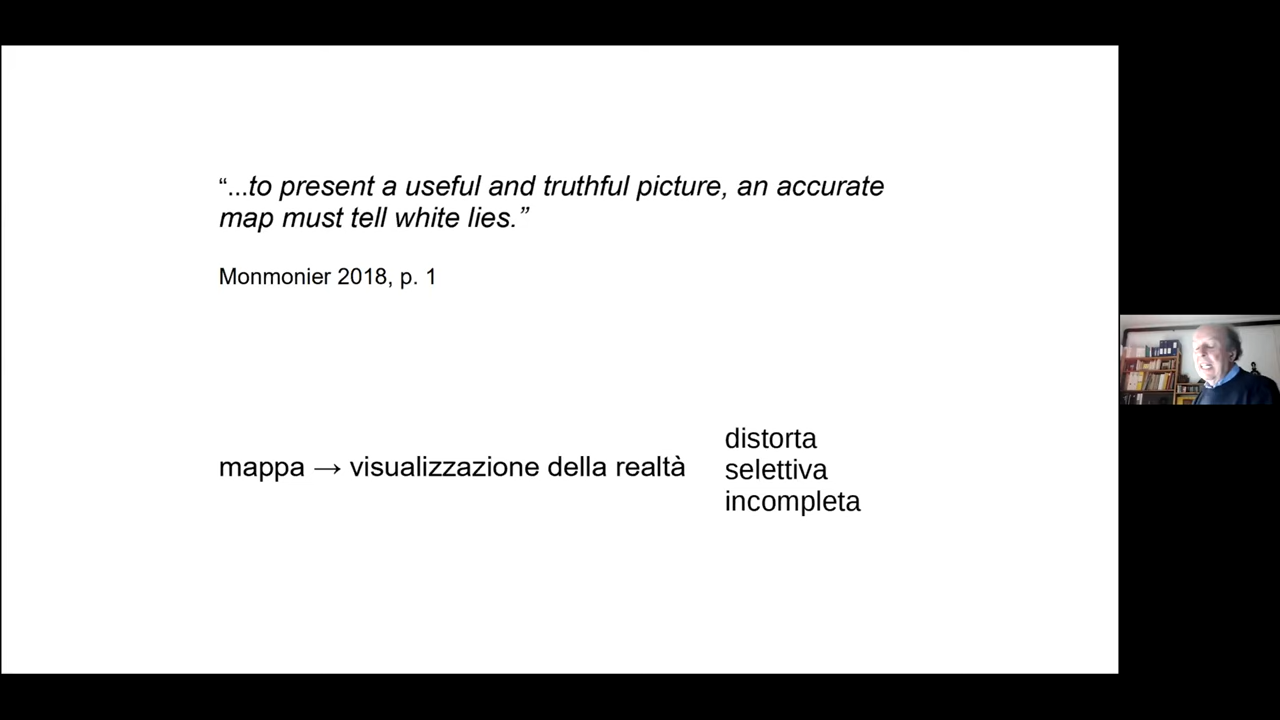 “...to present a useful and truthful picture, an accurate
map must tell white lies.”
Monmonier 2018, p. 1
mappa → visualizzazione della realtà
distorta
selettiva
incompleta